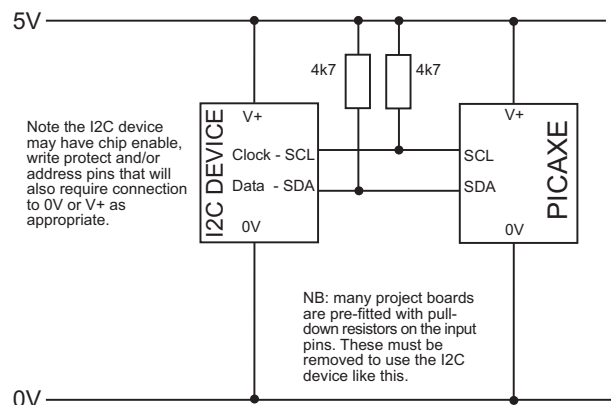 5V
4k7
4k7
Note the I2C device
may have chip enable,
write protect and/or
address pins that will
also require connection
to 0V or V+ as
appropriate.
I2C DEVICE
V+
Clock - SCL
Data - SDA
0V
PICAXE
V+
SCL
SDA
0V
NB: many project boards
are pre-fitted with pull-
down resistors on the input
pins. These must be
removed to use the I2C
device like this.
0V